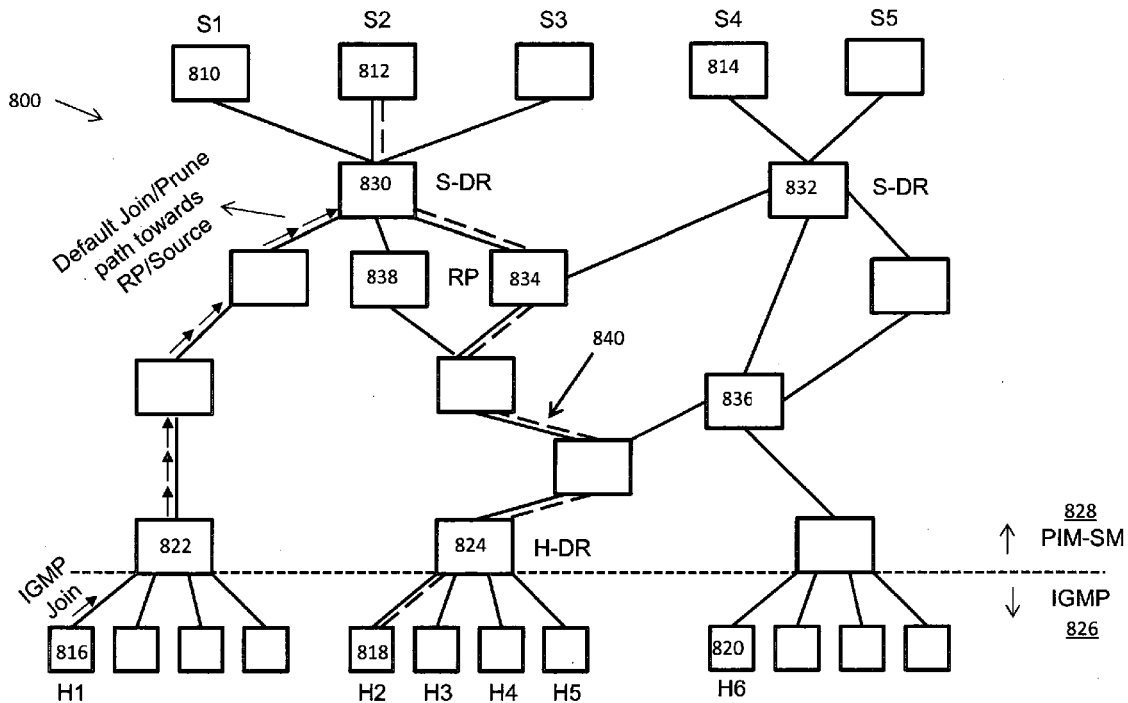 S1
S2
S3
S4
S5
810
812
814
800
830
S-DR
832
S-DR
Default Join/Prune
path towards
RP/Source
838
RP
834
840
836
822
824
H-DR
828
PIM-SM
IGMP
Join
IGMP
826
816
818
820
H1
H2
H3
H4
H5
H6